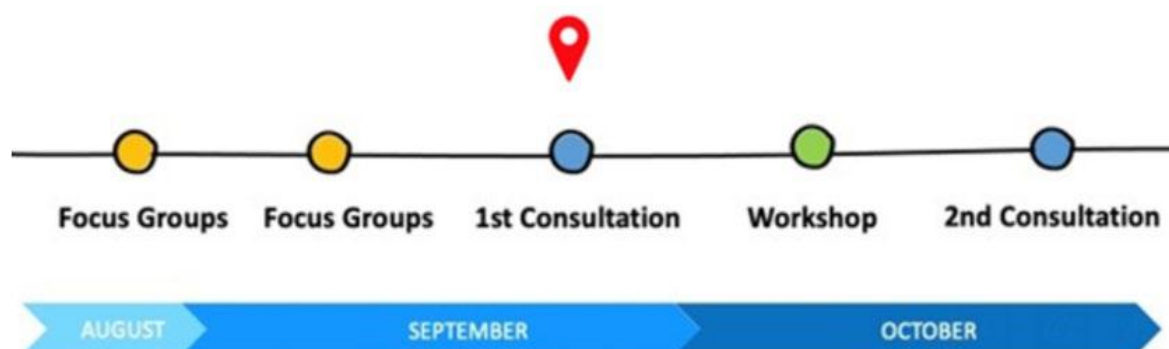 Focus Groups Focus Groups 1st Consultation Workshop 2nd Consultation
AUGUST SEPTEMBER OCTOBER